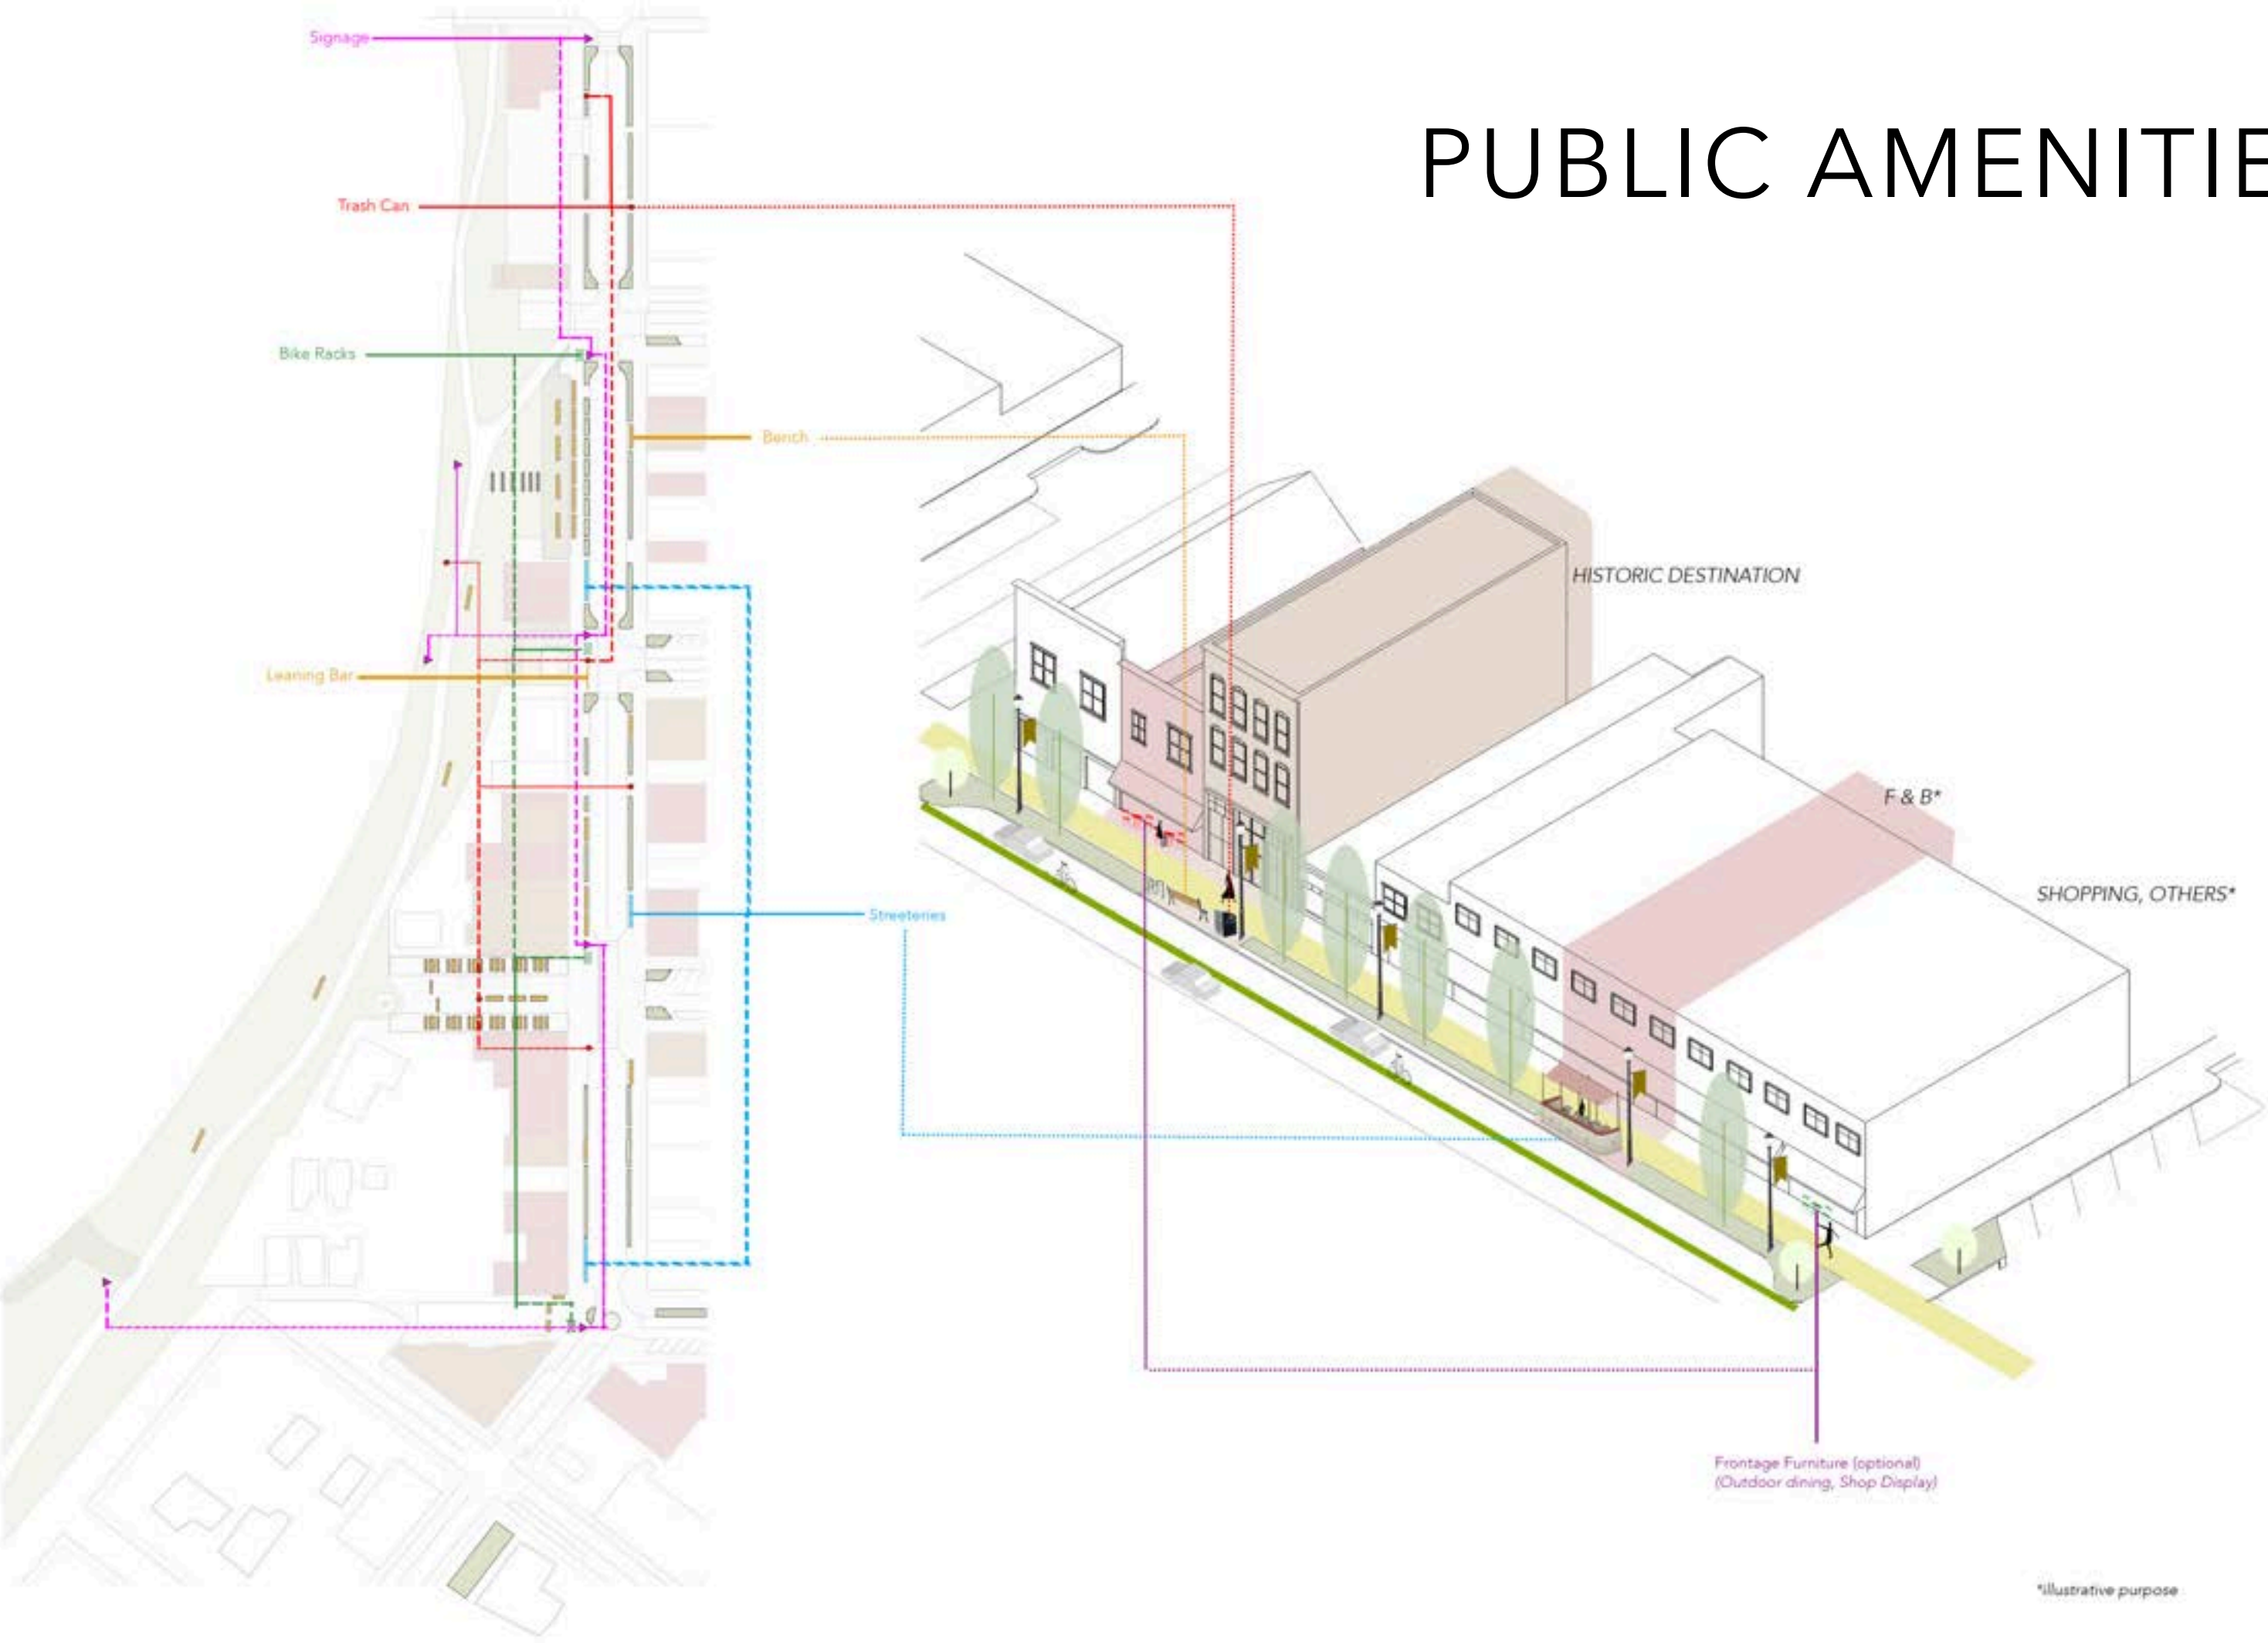 PUBLIC AMENITIE
Signage
Trash Can
Bike Racks
Bench
HISTORIC DESTINATION
Leaning Bar
F & B*
SHOPPING, OTHERS*
Streeteries
Frontage Furniture (optional)
(Outdoor dining, Shop Display)
*illustrative purpose